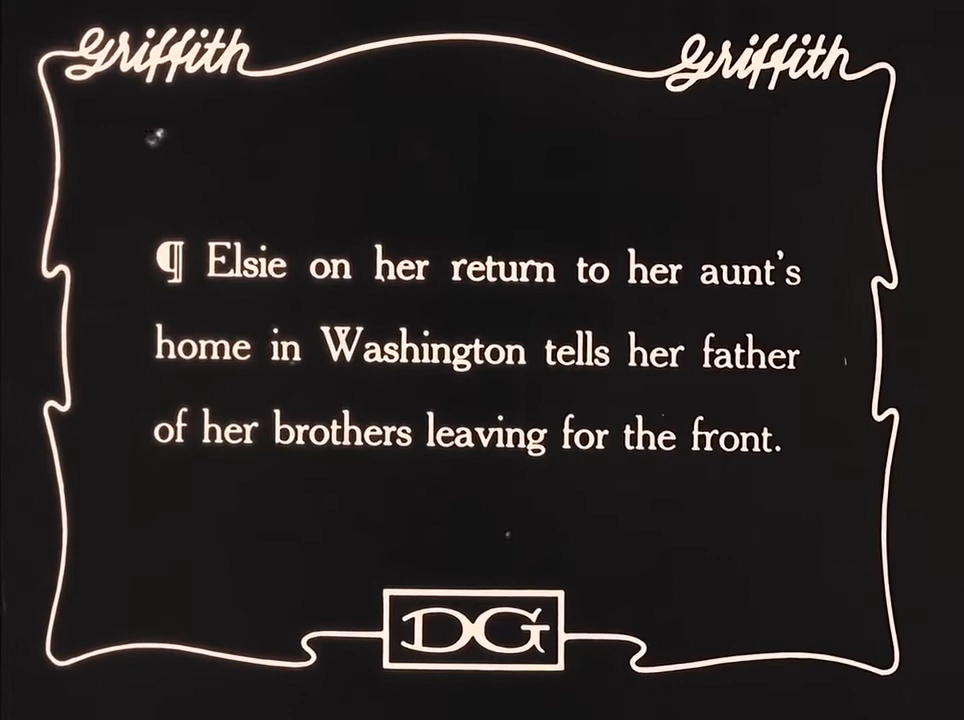 Griffith Griffith
¶ Elsie on her return to her aunt's
home in Washington tells her father
of her brothers leaving for the front.
DG